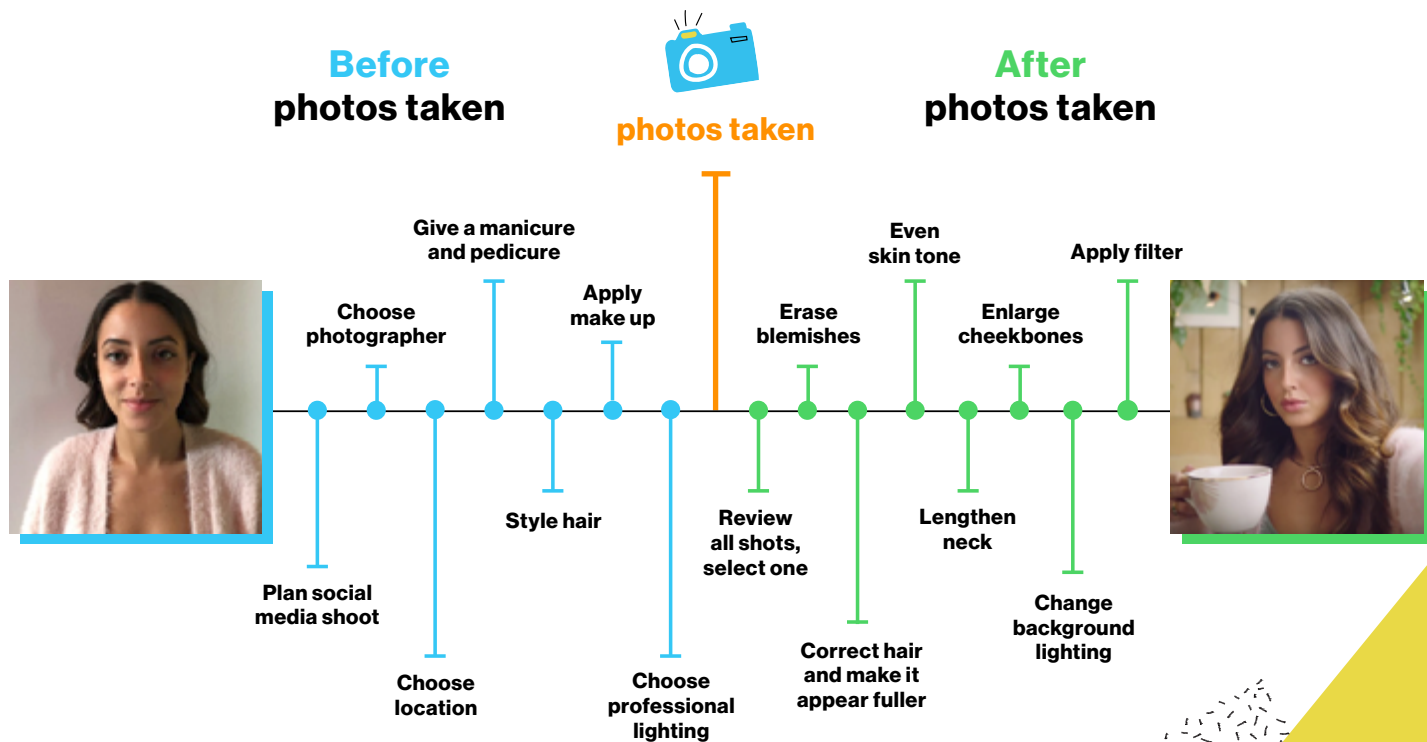 Before
photos taken
photos taken
After
photos taken
Plan social
media shoot
Choose
photographer
Choose
location
Give a manicure
and pedicure
Style hair
Apply
make up
Choose
professional
lighting
Review
all shots,
select one
Erase
blemishes
Correct hair
and make it
appear fuller
Even
skin tone
Lengthen
neck
Enlarge
cheekbones
Change
background
lighting
Apply filter